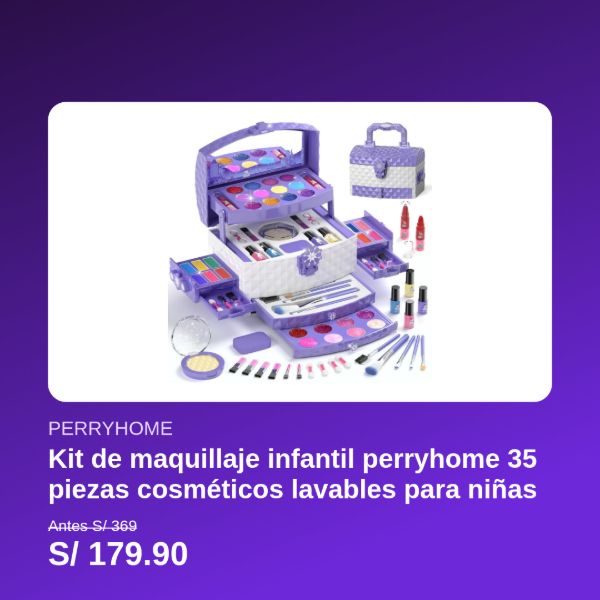 PERRYHOME
Kit de maquillaje infantil perryhome 35
piezas cosméticos lavables para niñas
Antes S/ 369
S/ 179.90